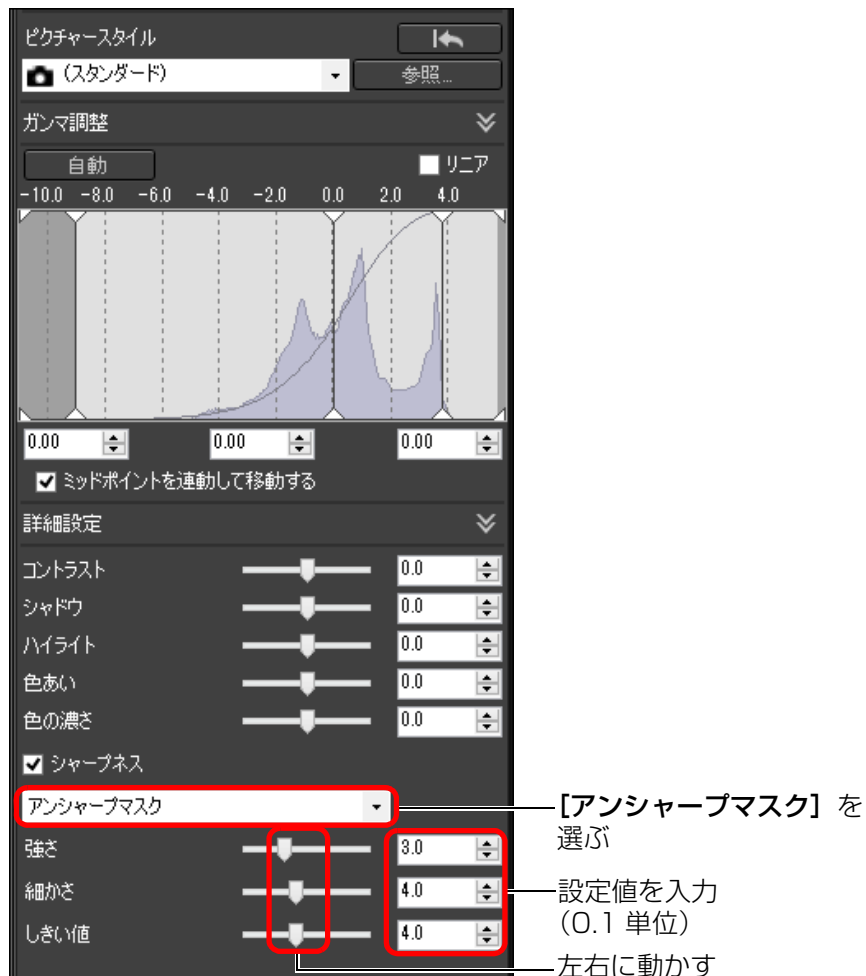 ピクチャースタイル
(スタンダード)
参照...
ガンマ調整
自動
リニア
-10.0 -8.0 -6.0 -4.0 -2.0 0.0 2.0 4.0
0.00 0.00 0.00
ミッドポイントを連動して移動する
詳細設定
コントラスト 0.0
シャドウ 0.0
ハイライト 0.0
色あい 0.0
色の濃さ 0.0
シャープネス
アンシャープマスク
[アンシャープマスク] を
選ぶ
強さ 3.0
細かさ 4.0
しきい値 4.0
設定値を入力
(0.1 単位)
左右に動かす